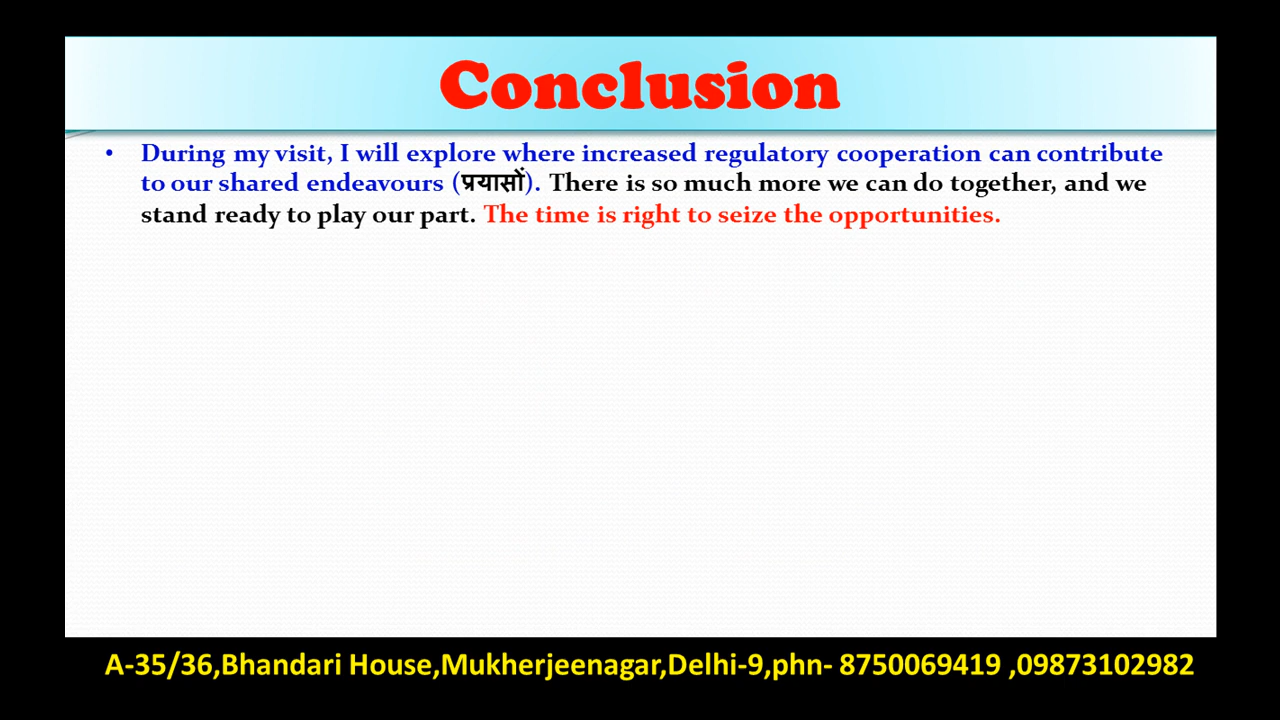 Conclusion
• During my visit, I will explore where increased regulatory cooperation can contribute
to our shared endeavours (प्रयासों). There is so much more we can do together, and we
stand ready to play our part. The time is right to seize the opportunities.
A-35/36,Bhandari House,Mukherjeenagar,Delhi-9,phn- 8750069419 ,09873102982